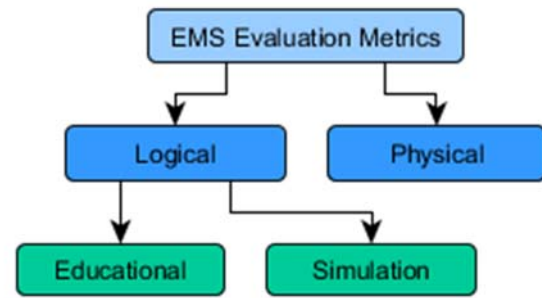 EMS Evaluation Metrics
Logical
Physical
Educational
Simulation